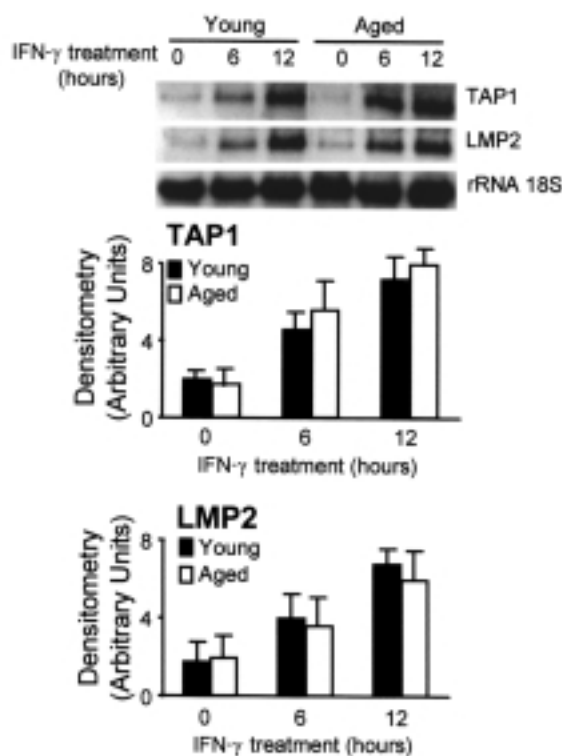 Young Aged
IFN-γ treatment (hours) 0 6 12 0 6 12
TAP1
LMP2
rRNA 18S
TAP1
Young
Aged
Densitometry (Arbitrary Units)
8
4
0
0 6 12
IFN-γ treatment (hours)
LMP2
Young
Aged
Densitometry (Arbitrary Units)
8
4
0
0 6 12
IFN-γ treatment (hours)